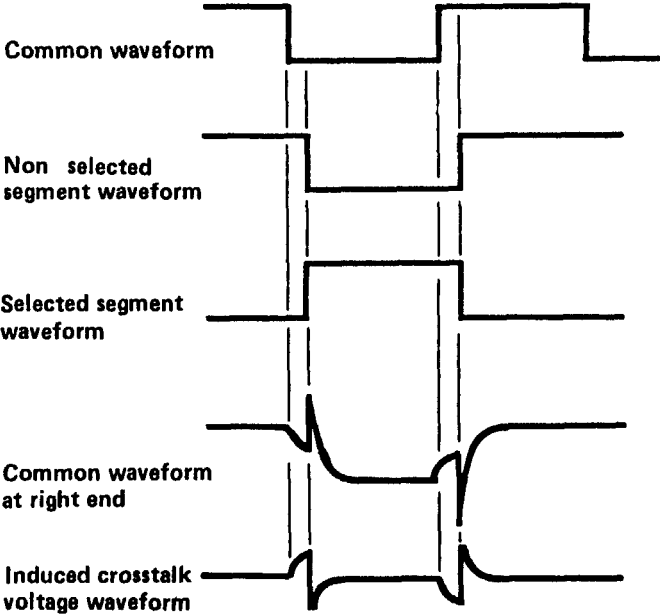 Common waveform
Non selected
segment waveform
Selected segment
waveform
Common waveform
at right end
Induced crosstalk
voltage waveform